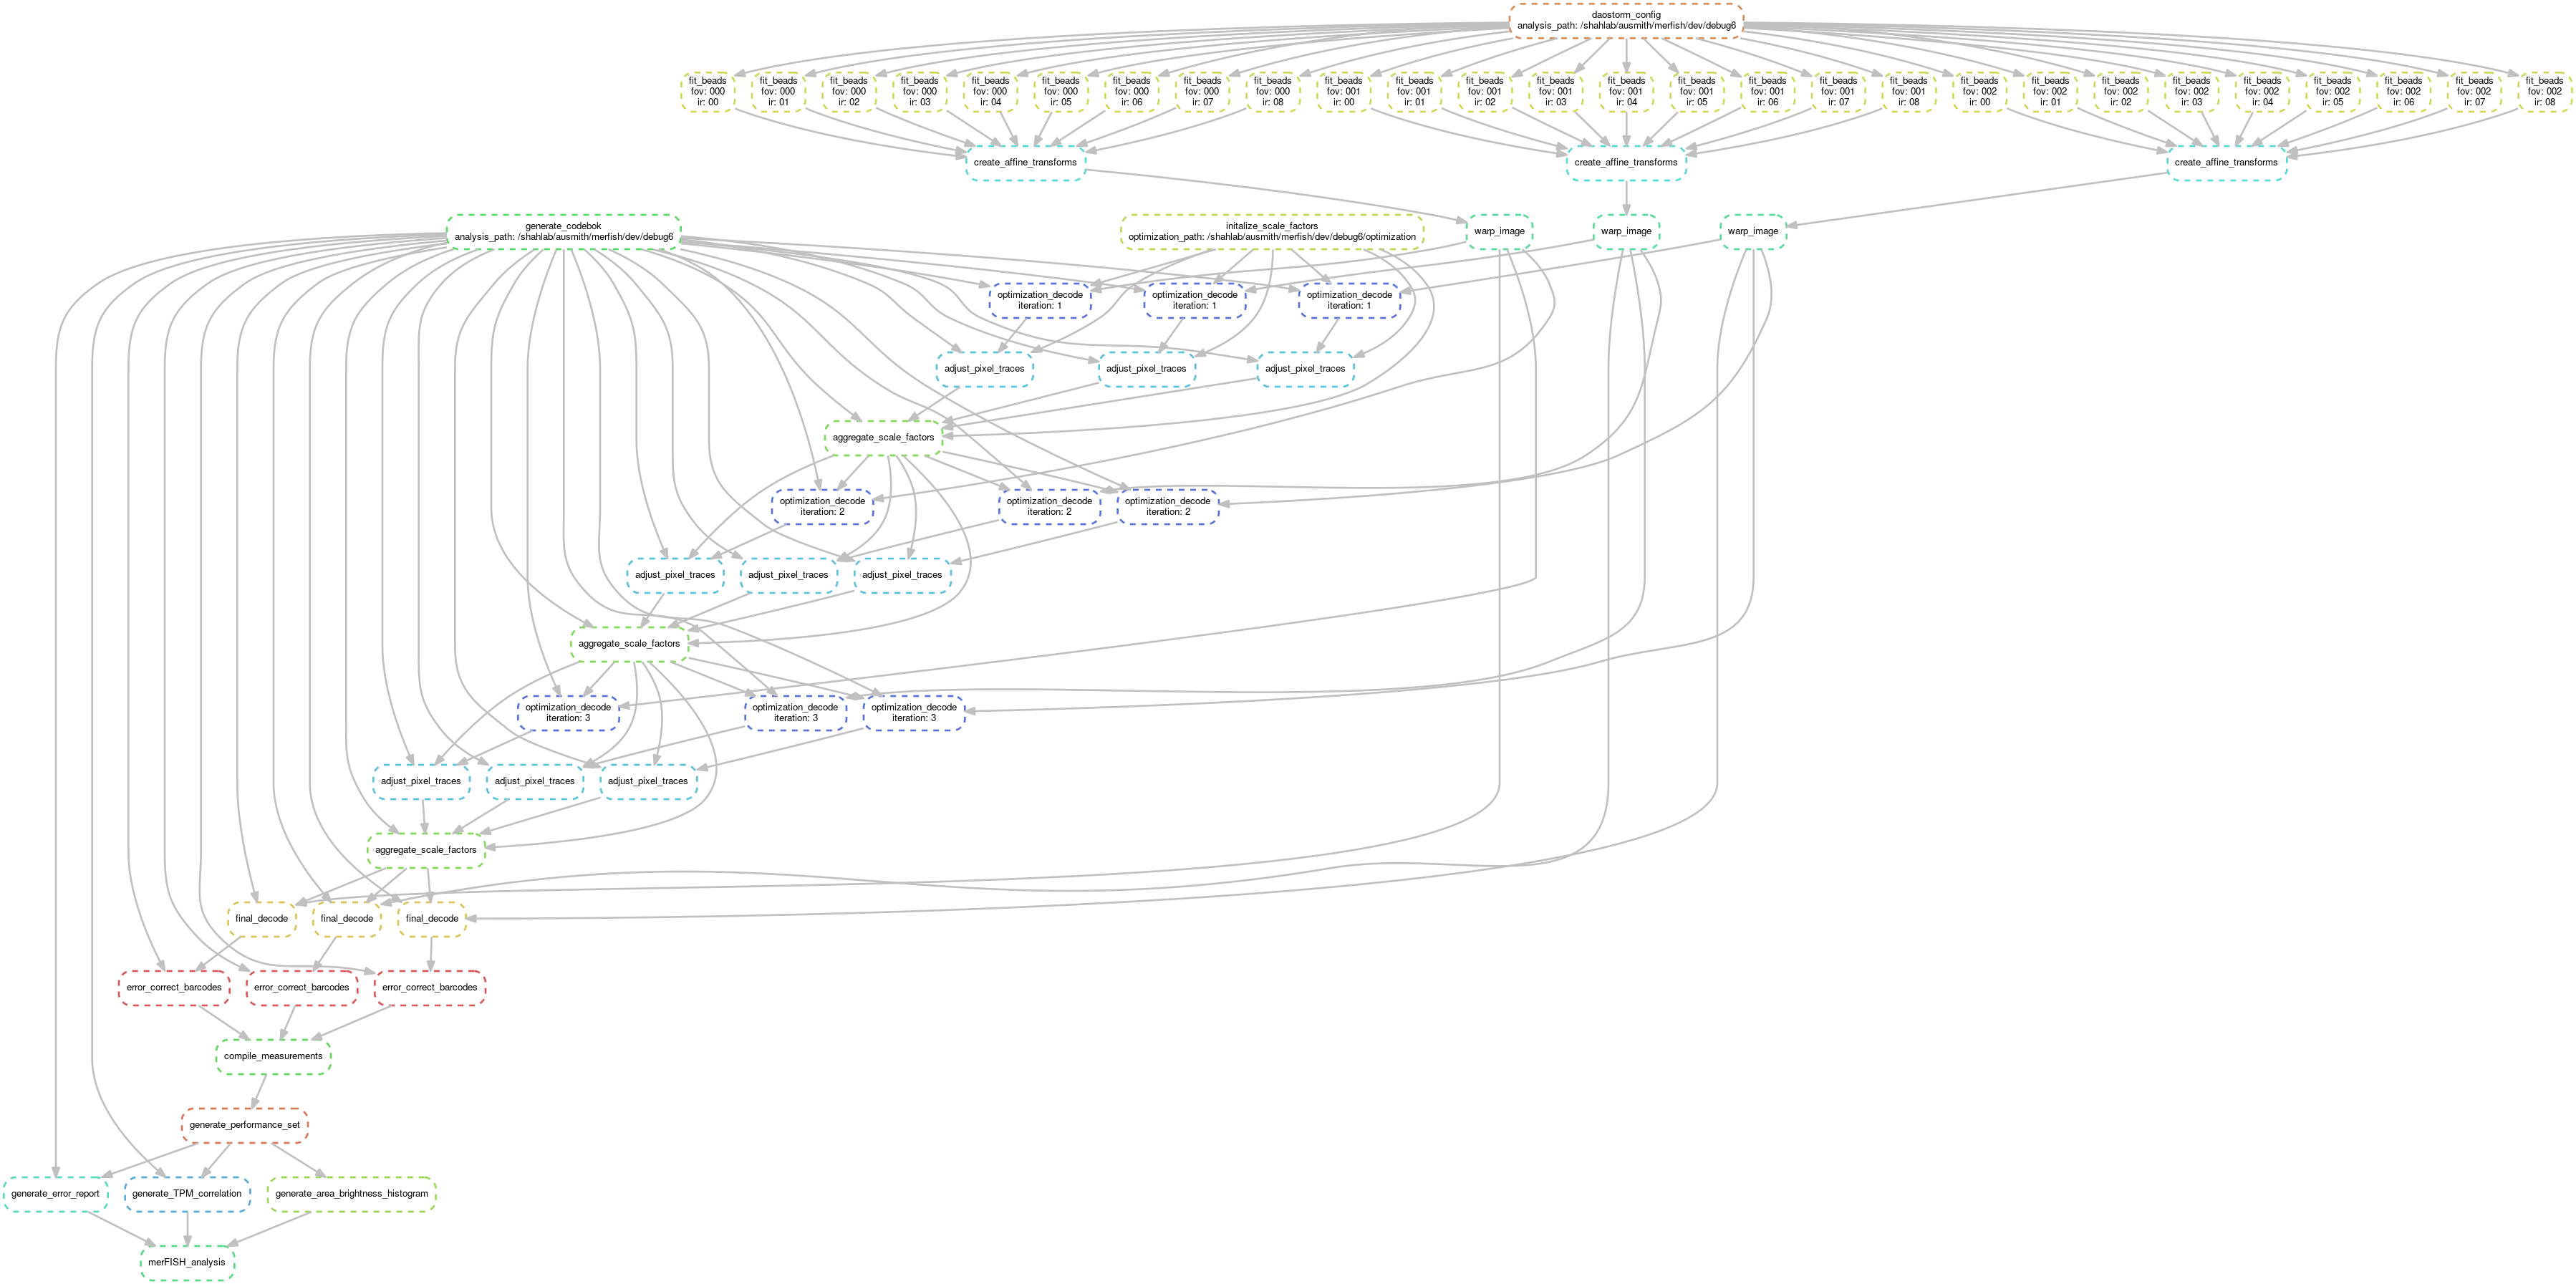 daostorm_config
analysis_path: /shahlab/ausmith/merfish/dev/debug6
fit_beads
fov: 000
ir: 00
fit_beads
fov: 000
ir: 01
fit_beads
fov: 000
ir: 02
fit_beads
fov: 000
ir: 03
fit_beads
fov: 000
ir: 04
fit_beads
fov: 000
ir: 05
fit_beads
fov: 000
ir: 06
fit_beads
fov: 000
ir: 07
fit_beads
fov: 000
ir: 08
fit_beads
fov: 001
ir: 00
fit_beads
fov: 001
ir: 01
fit_beads
fov: 001
ir: 02
fit_beads
fov: 001
ir: 03
fit_beads
fov: 001
ir: 04
fit_beads
fov: 001
ir: 05
fit_beads
fov: 001
ir: 06
fit_beads
fov: 001
ir: 07
fit_beads
fov: 001
ir: 08
fit_beads
fov: 002
ir: 00
fit_beads
fov: 002
ir: 01
fit_beads
fov: 002
ir: 02
fit_beads
fov: 002
ir: 03
fit_beads
fov: 002
ir: 04
fit_beads
fov: 002
ir: 05
fit_beads
fov: 002
ir: 06
fit_beads
fov: 002
ir: 07
fit_beads
fov: 002
ir: 08
create_affine_transforms
create_affine_transforms
create_affine_transforms
generate_codebok
analysis_path: /shahlab/ausmith/merfish/dev/debug6
initalize_scale_factors
optimization_path: /shahlab/ausmith/merfish/dev/debug6/optimization
warp_image
warp_image
warp_image
optimization_decode
iteration: 1
optimization_decode
iteration: 1
optimization_decode
iteration: 1
adjust_pixel_traces
adjust_pixel_traces
adjust_pixel_traces
aggregate_scale_factors
optimization_decode
iteration: 2
optimization_decode
iteration: 2
optimization_decode
iteration: 2
adjust_pixel_traces
adjust_pixel_traces
adjust_pixel_traces
aggregate_scale_factors
optimization_decode
iteration: 3
optimization_decode
iteration: 3
optimization_decode
iteration: 3
adjust_pixel_traces
adjust_pixel_traces
adjust_pixel_traces
aggregate_scale_factors
final_decode
final_decode
final_decode
error_correct_barcodes
error_correct_barcodes
error_correct_barcodes
compile_measurements
generate_performance_set
generate_error_report
generate_TPM_correlation
generate_area_brightness_histogram
merFISH_analysis